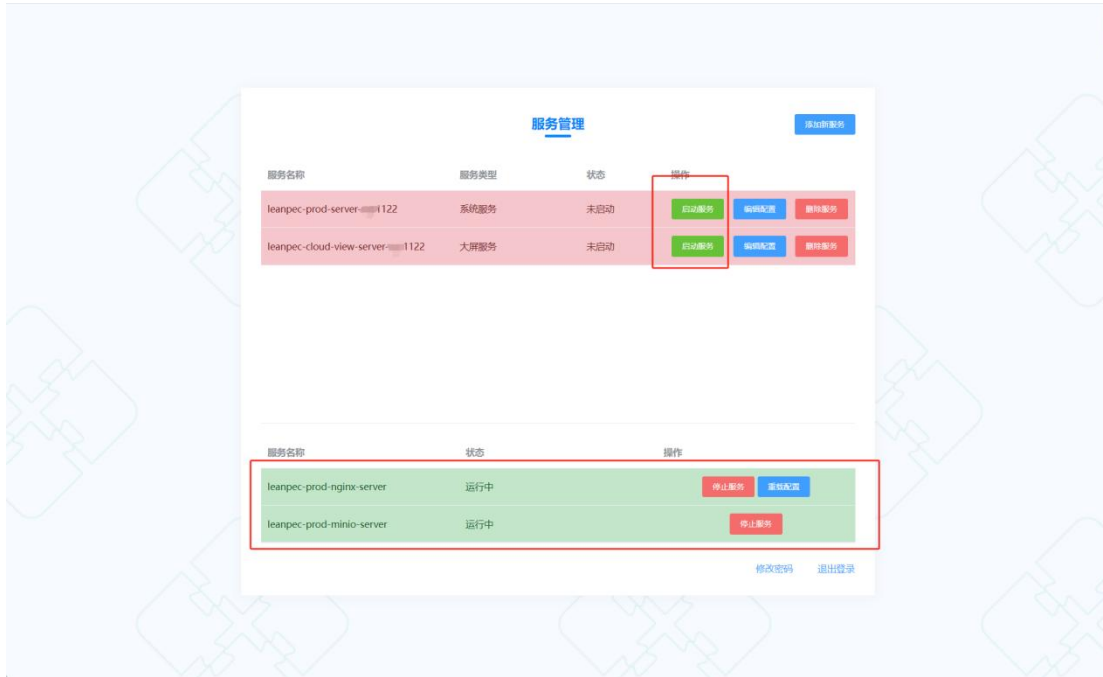 服务管理
添加新服务
服务名称 服务类型 状态 操作
leanpec-prod-server- 1122 系统服务 未启动 启动服务 编辑配置 删除服务
leanpec-cloud-view-server- 1122 大屏服务 未启动 启动服务 编辑配置 删除服务
服务名称 状态 操作
leanpec-prod-nginx-server 运行中 停止服务 重载配置
leanpec-prod-minio-server 运行中 停止服务
修改密码 退出登录